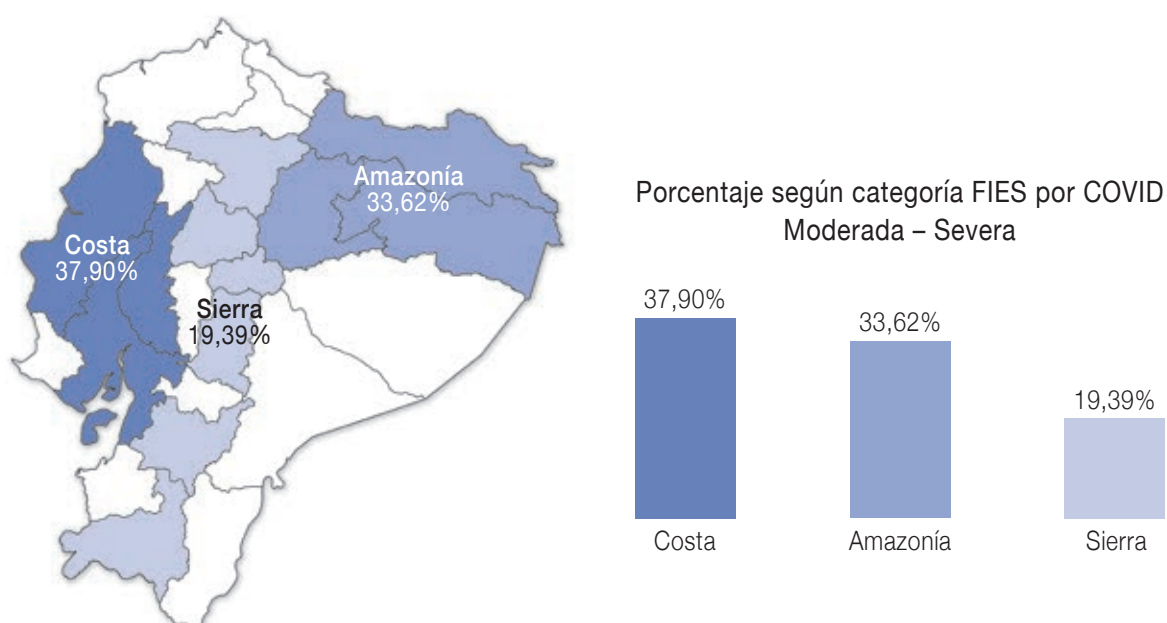 Amazonía
33,62%
Costa
37,90%
Sierra
19,39%
Porcentaje según categoría FIES por COVID
Moderada – Severa
37,90%
33,62%
19,39%
Costa
Amazonía
Sierra